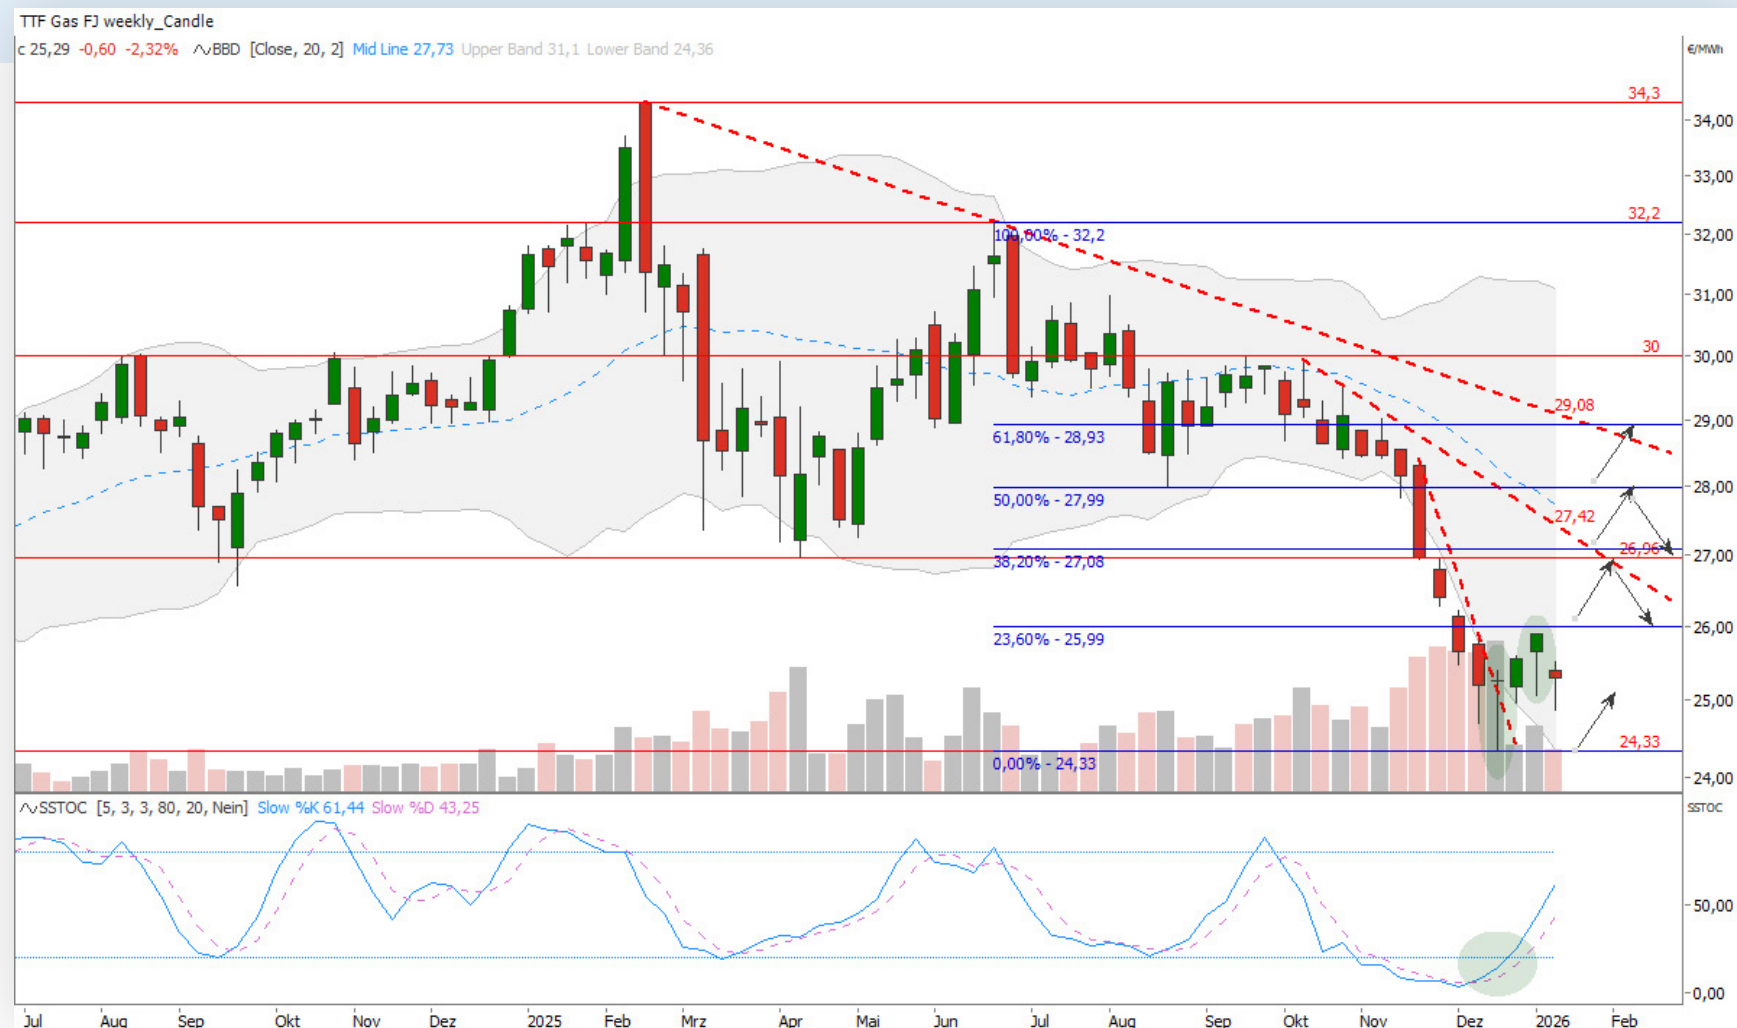 TTF Gas FJ weekly_Candle
c 25,29 -0,60 -2,32% BBD [Close, 20, 2] Mid Line 27,73 Upper Band 31,1 Lower Band 24,36
€/MWh
34,3
34,00
33,00
32,2
100,00% - 32,2
32,00
31,00
30
30,00
29,08
29,00
61,80% - 28,93
28,00
50,00% - 27,99
27,42
26,96
27,00
38,20% - 27,08
26,00
23,60% - 25,99
25,00
24,33
0,00% - 24,33
24,00
SSTOC [5, 3, 3, 80, 20, Nein] Slow %K 61,44 Slow %D 43,25
SSTOC
50,00
0,00
Jul Aug Sep Okt Nov Dez 2025 Feb Mrz Apr Mai Jun Jul Aug Sep Okt Nov Dez 2026 Feb